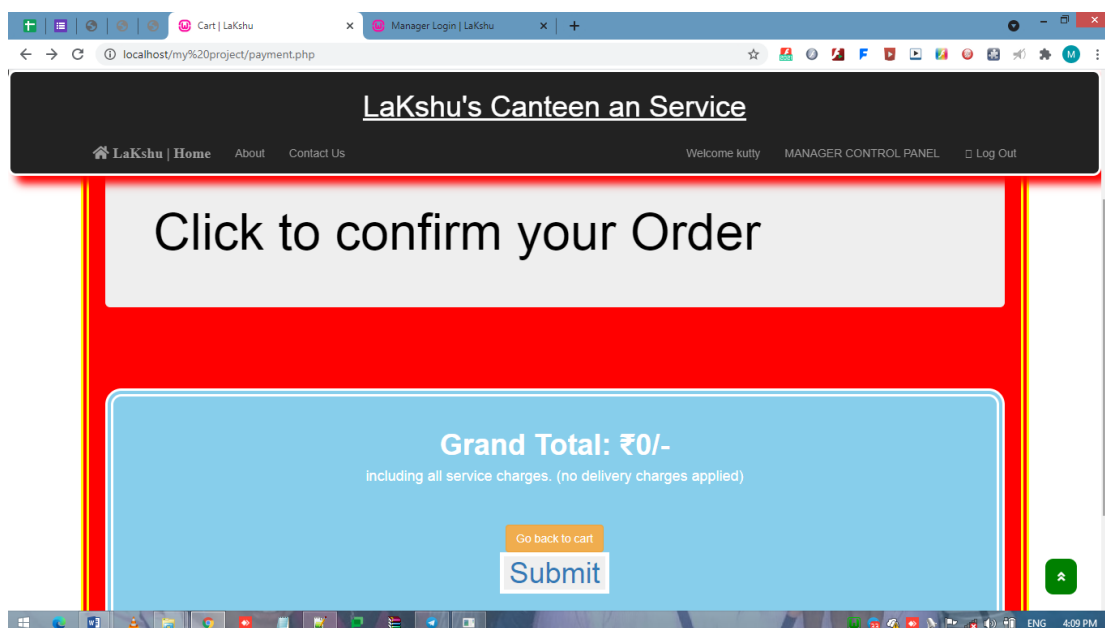 Cart | LaKshu
Manager Login | LaKshu
localhost/my%20project/payment.php
M
LaKshu's Canteen an Service
LaKshu | Home About Contact Us Welcome kutty MANAGER CONTROL PANEL Log Out
Click to confirm your Order
Grand Total: ₹0/-
including all service charges. (no delivery charges applied)
Go back to cart
Submit
ENG 4:09 PM